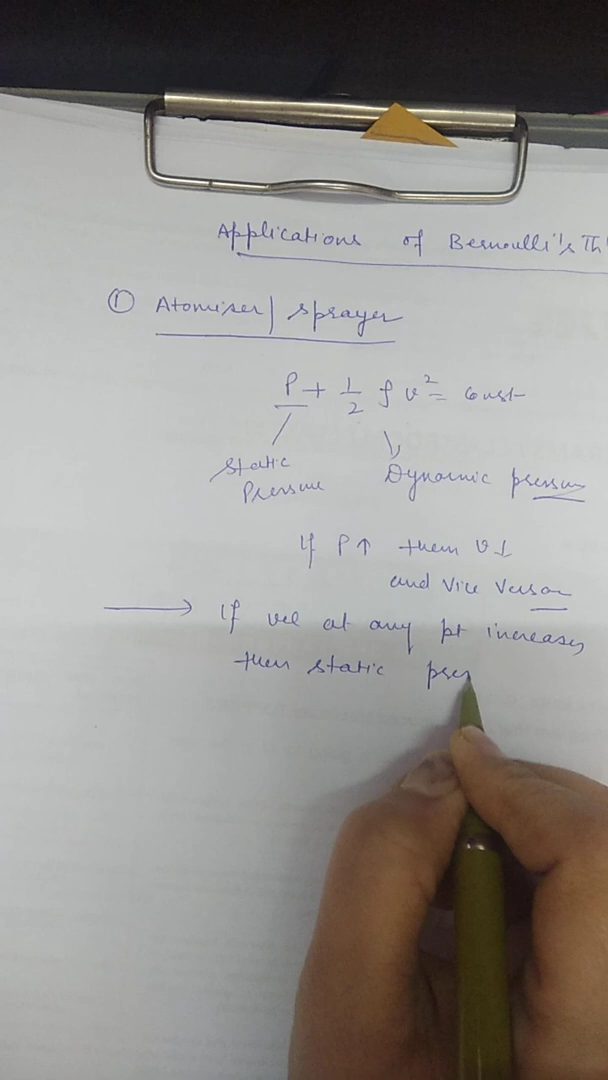 Applications of Bernoulli's Th
① Atomiser/ sprayer
P + 1/2 ρ v² = const
static Pressure
Dynamic pressure
If P↑ then v↓
and vice versa
→ If vel at any pt increases
then static pres